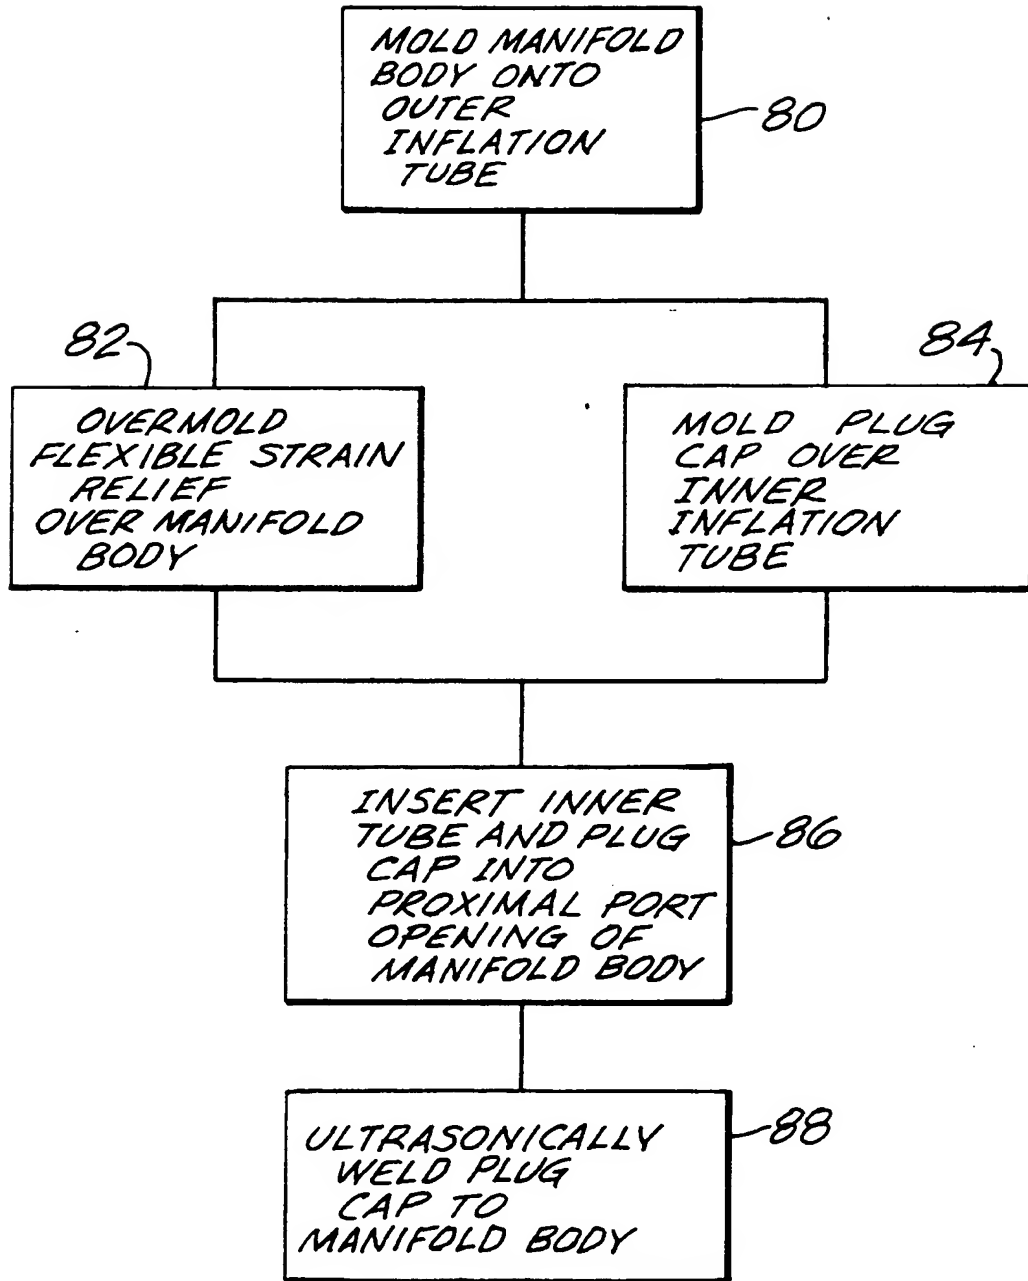 MOLD MANIFOLD
BODY ONTO
OUTER
INFLATION
TUBE
80
82
OVERMOLD
FLEXIBLE STRAIN
RELIEF
OVER MANIFOLD
BODY
84
MOLD PLUG
CAP OVER
INNER
INFLATION
TUBE
INSERT INNER
TUBE AND PLUG
CAP INTO
PROXIMAL PORT
OPENING OF
MANIFOLD BODY
86
ULTRASONICALLY
WELD PLUG
CAP TO
MANIFOLD BODY
88